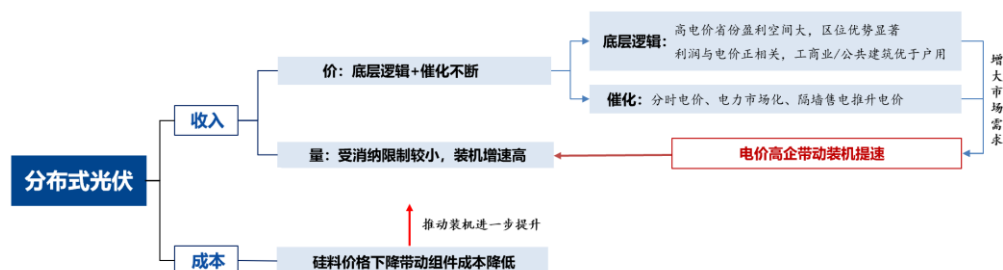 底层逻辑：
高电价省份盈利空间大，区位优势显著
利润与电价正相关，工商业/公共建筑优于户用
价：底层逻辑+催化不断
催化：分时电价、电力市场化、隔墙售电推升电价
增大市场需求
收入
量：受消纳限制较小，装机增速高
电价高企带动装机提速
分布式光伏
推动装机进一步提升
成本
硅料价格下降带动组件成本降低